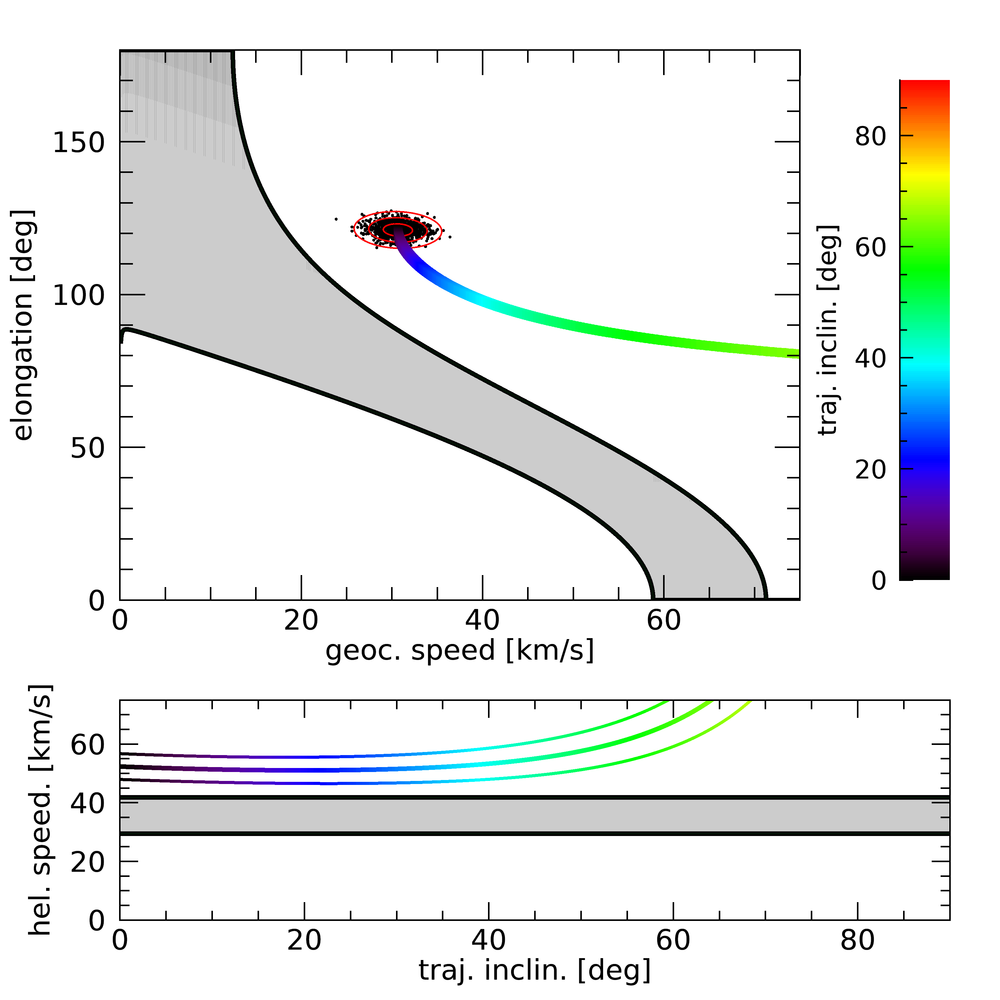 150
100
50
0
elongation [deg]
0 20 40 60
geoc. speed [km/s]
80
60
40
20
0
traj. inclin. [deg]
60
40
20
0
hel. speed. [km/s]
0 20 40 60 80
traj. inclin. [deg]